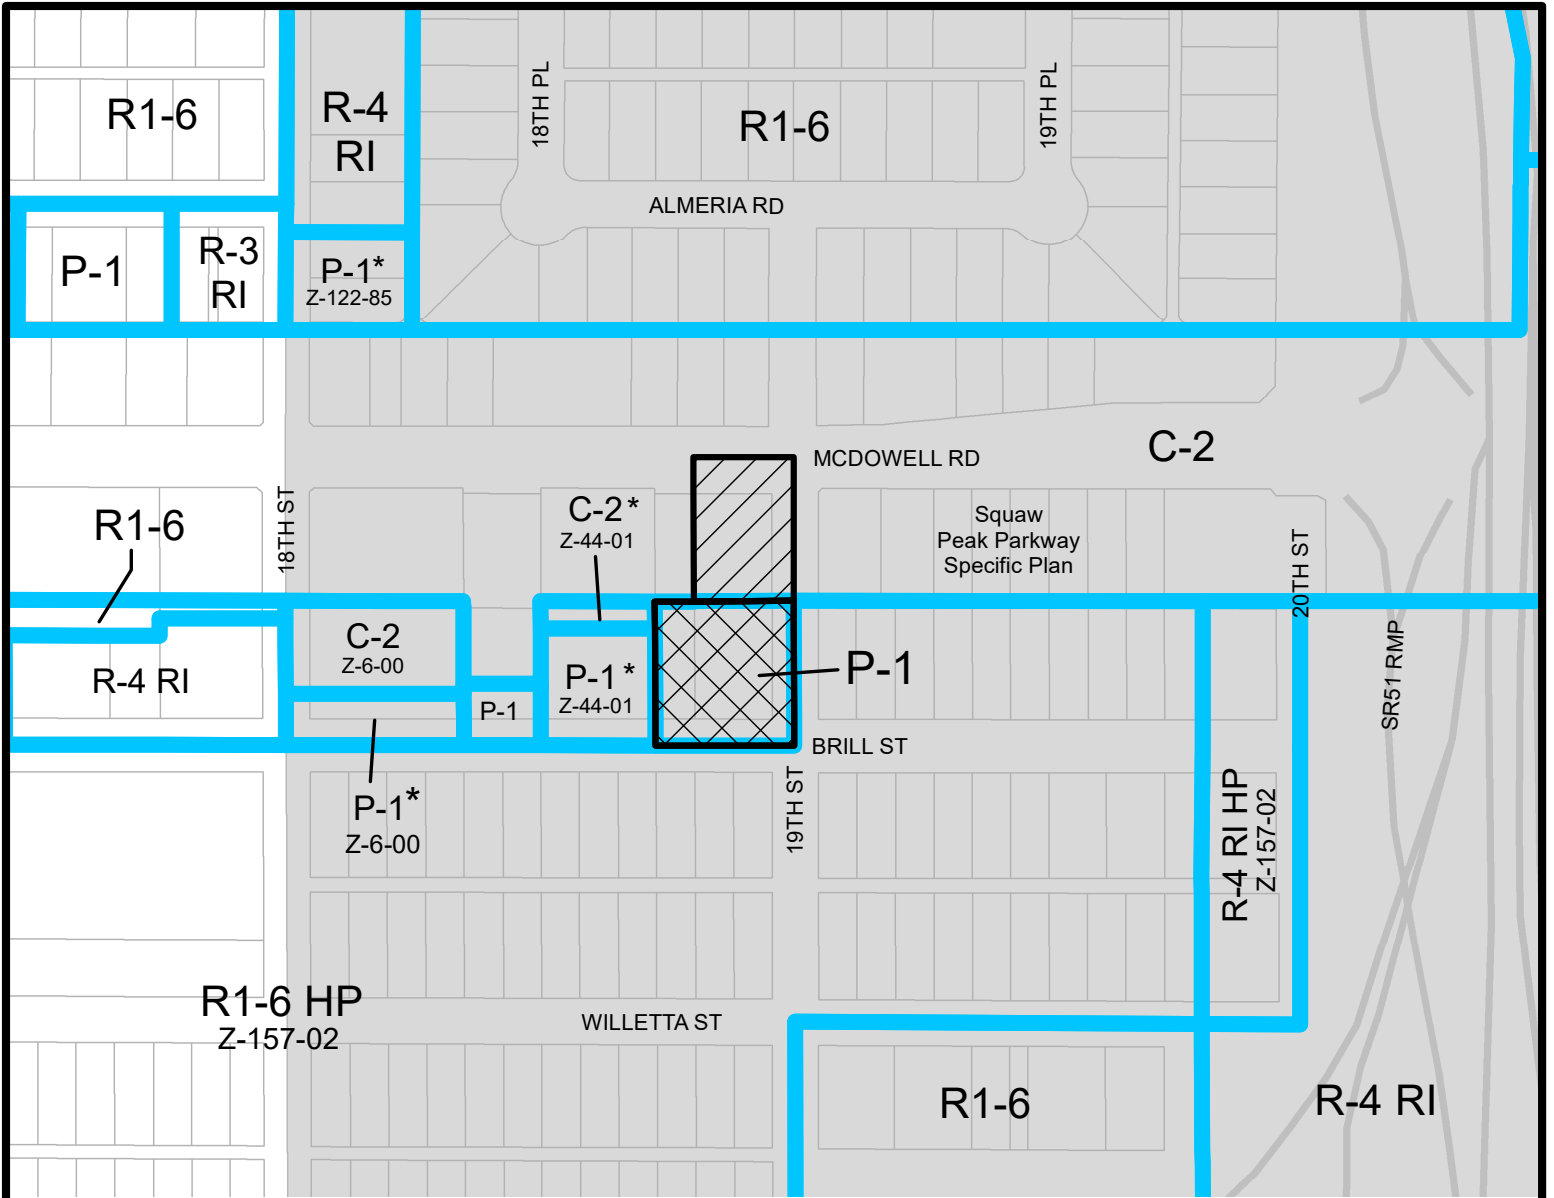 18TH PL
19TH PL
R1-6
R-4
RI
R1-6
ALMERIA RD
P-1
R-3
RI
P-1*
Z-122-85
MCDOWELL RD
C-2
18TH ST
R1-6
C-2*
Z-44-01
Squaw
Peak Parkway
Specific Plan
20TH ST
C-2
Z-6-00
R-4 RI
P-1*
Z-44-01
P-1
P-1
SR51 RMP
BRILL ST
P-1*
Z-6-00
19TH ST
R-4 RI HP
Z-157-02
R1-6 HP
Z-157-02
WILLETTA ST
R1-6
R-4 RI